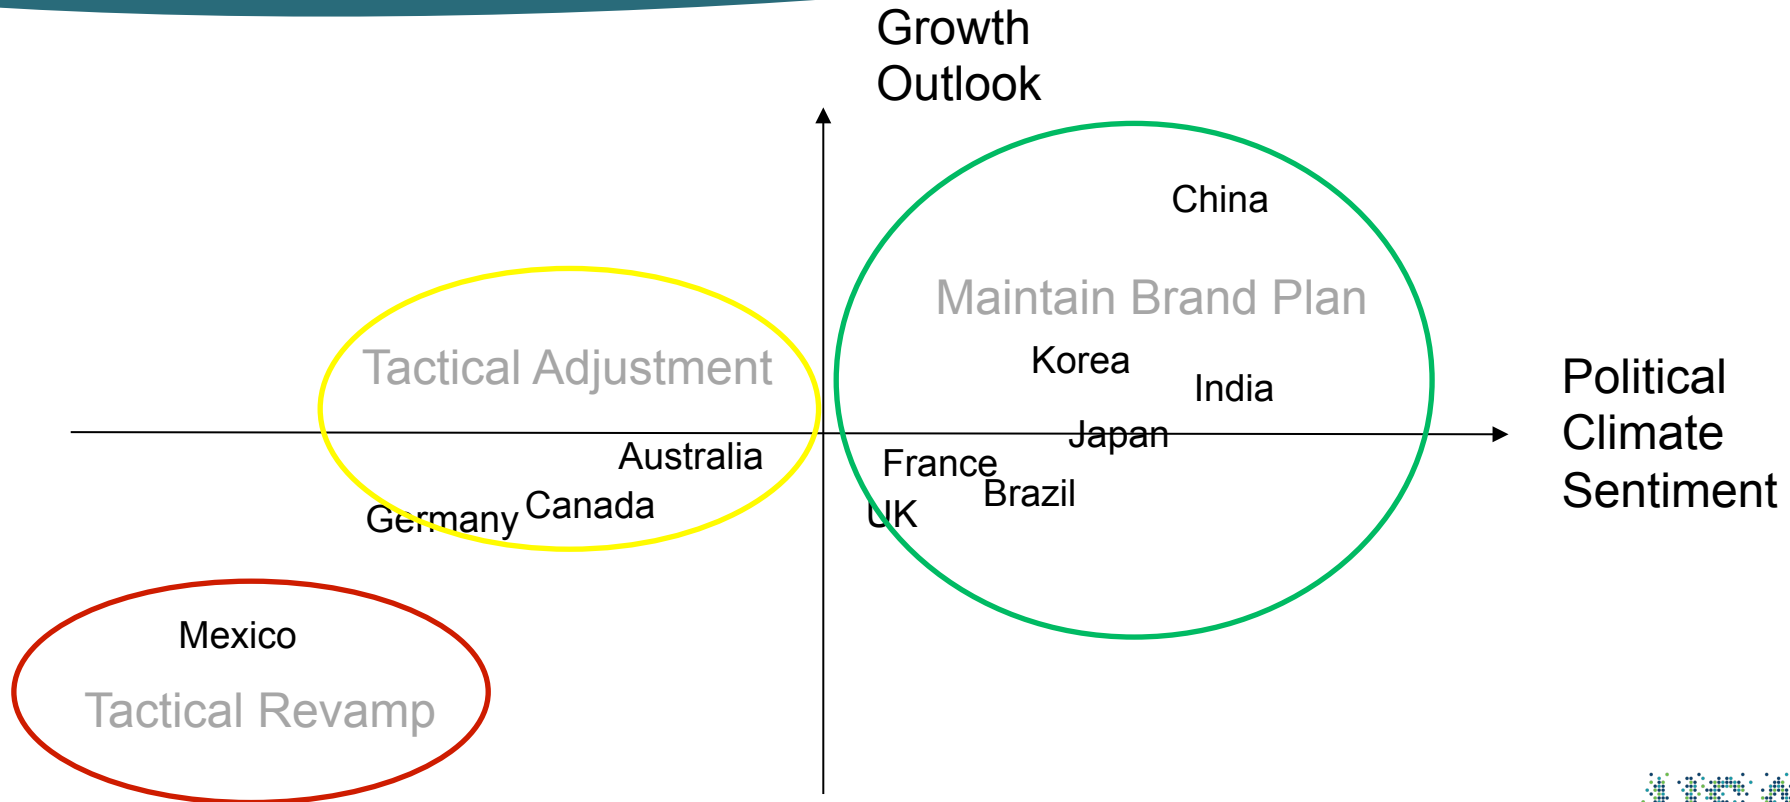 Growth
Outlook
China
Maintain Brand Plan
Tactical Adjustment
Korea
India
Political
Climate
Sentiment
Japan
Australia
France
Brazil
Canada
Germany
UK
Mexico
Tactical Revamp